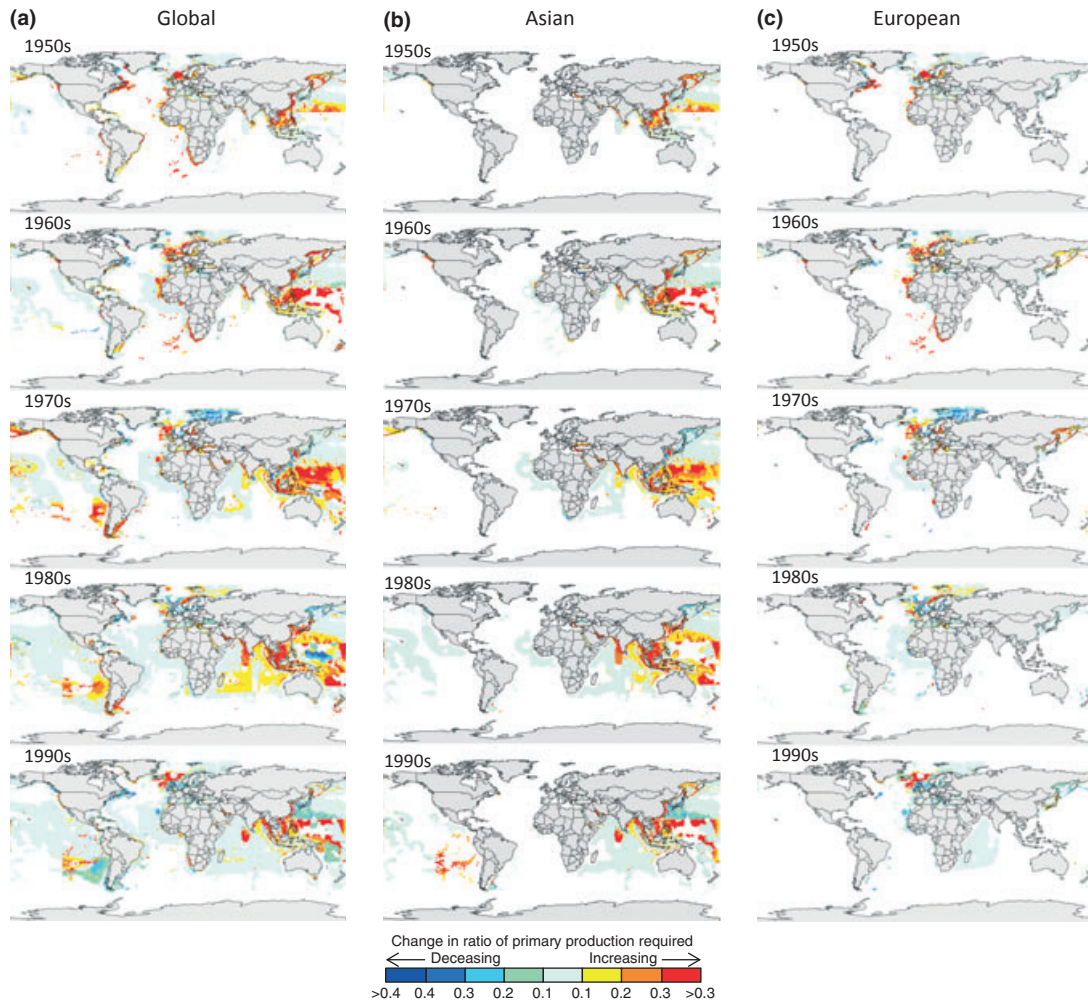 (a) Global (b) Asian (c) European
1950s 1950s 1950s
1960s 1960s 1960s
1970s 1970s 1970s
1980s 1980s 1980s
1990s 1990s 1990s
Change in ratio of primary production required
Deceasing Increasing
>0.4 0.4 0.3 0.2 0.1 0.1 0.2 0.3 >0.3